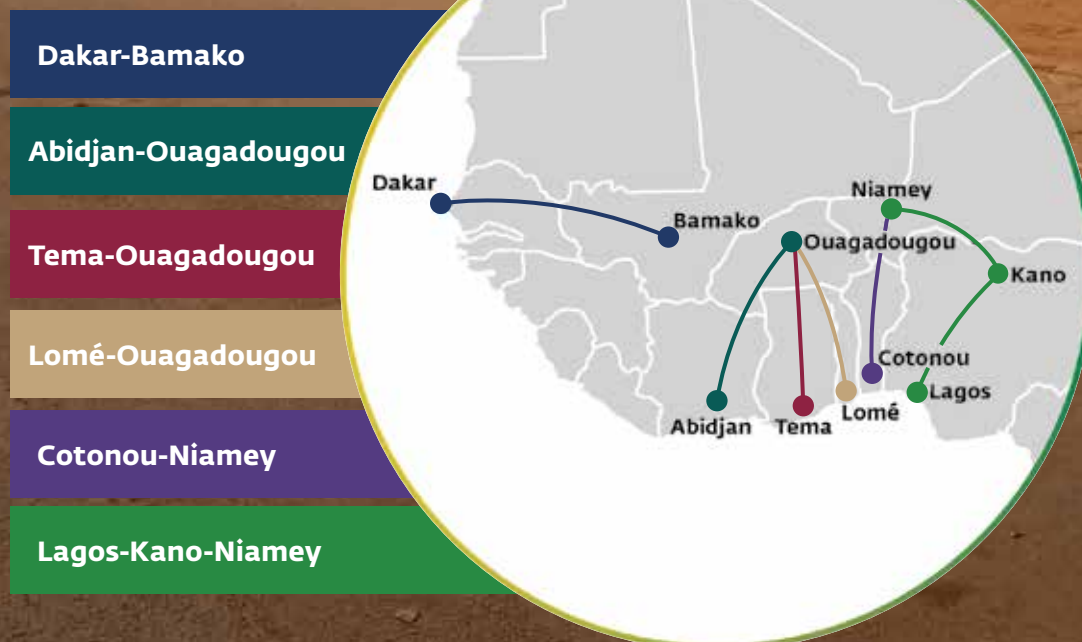 Dakar-Bamako
Abidjan-Ouagadougou
Tema-Ouagadougou
Lomé-Ouagadougou
Cotonou-Niamey
Lagos-Kano-Niamey
Dakar
Bamako
Niamey
Ouagadougou
Kano
Cotonou
Lagos
Lomé
Abidjan
Tema